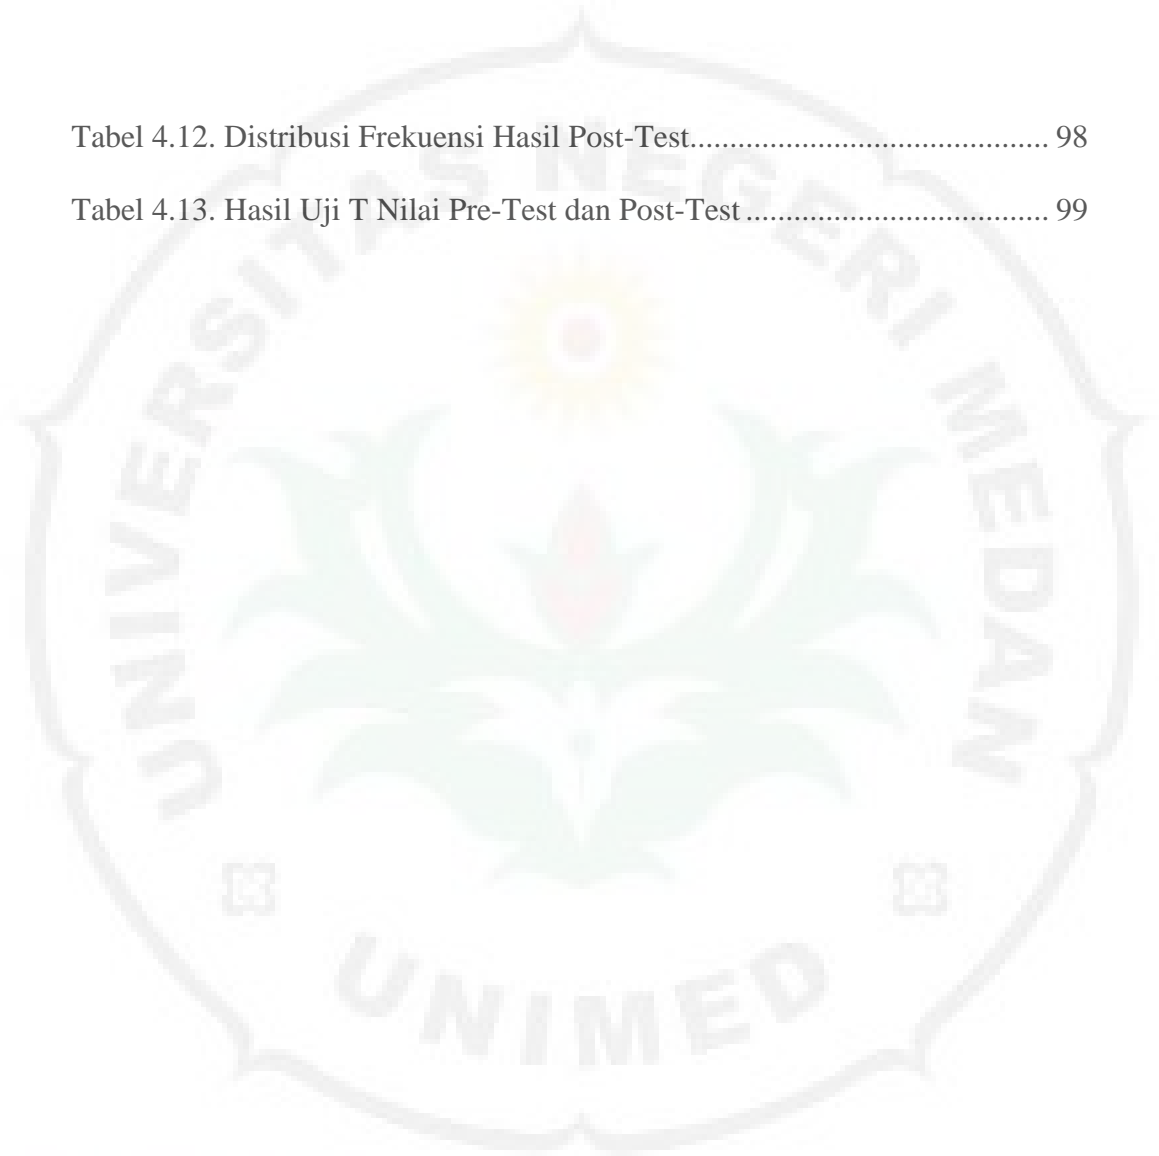 Tabel 4.12. Distribusi Frekuensi Hasil Post-Test............................................. 98
Tabel 4.13. Hasil Uji T Nilai Pre-Test dan Post-Test ...................................... 99
UNIVERSITAS NEGERI MEDAN
UNIMED